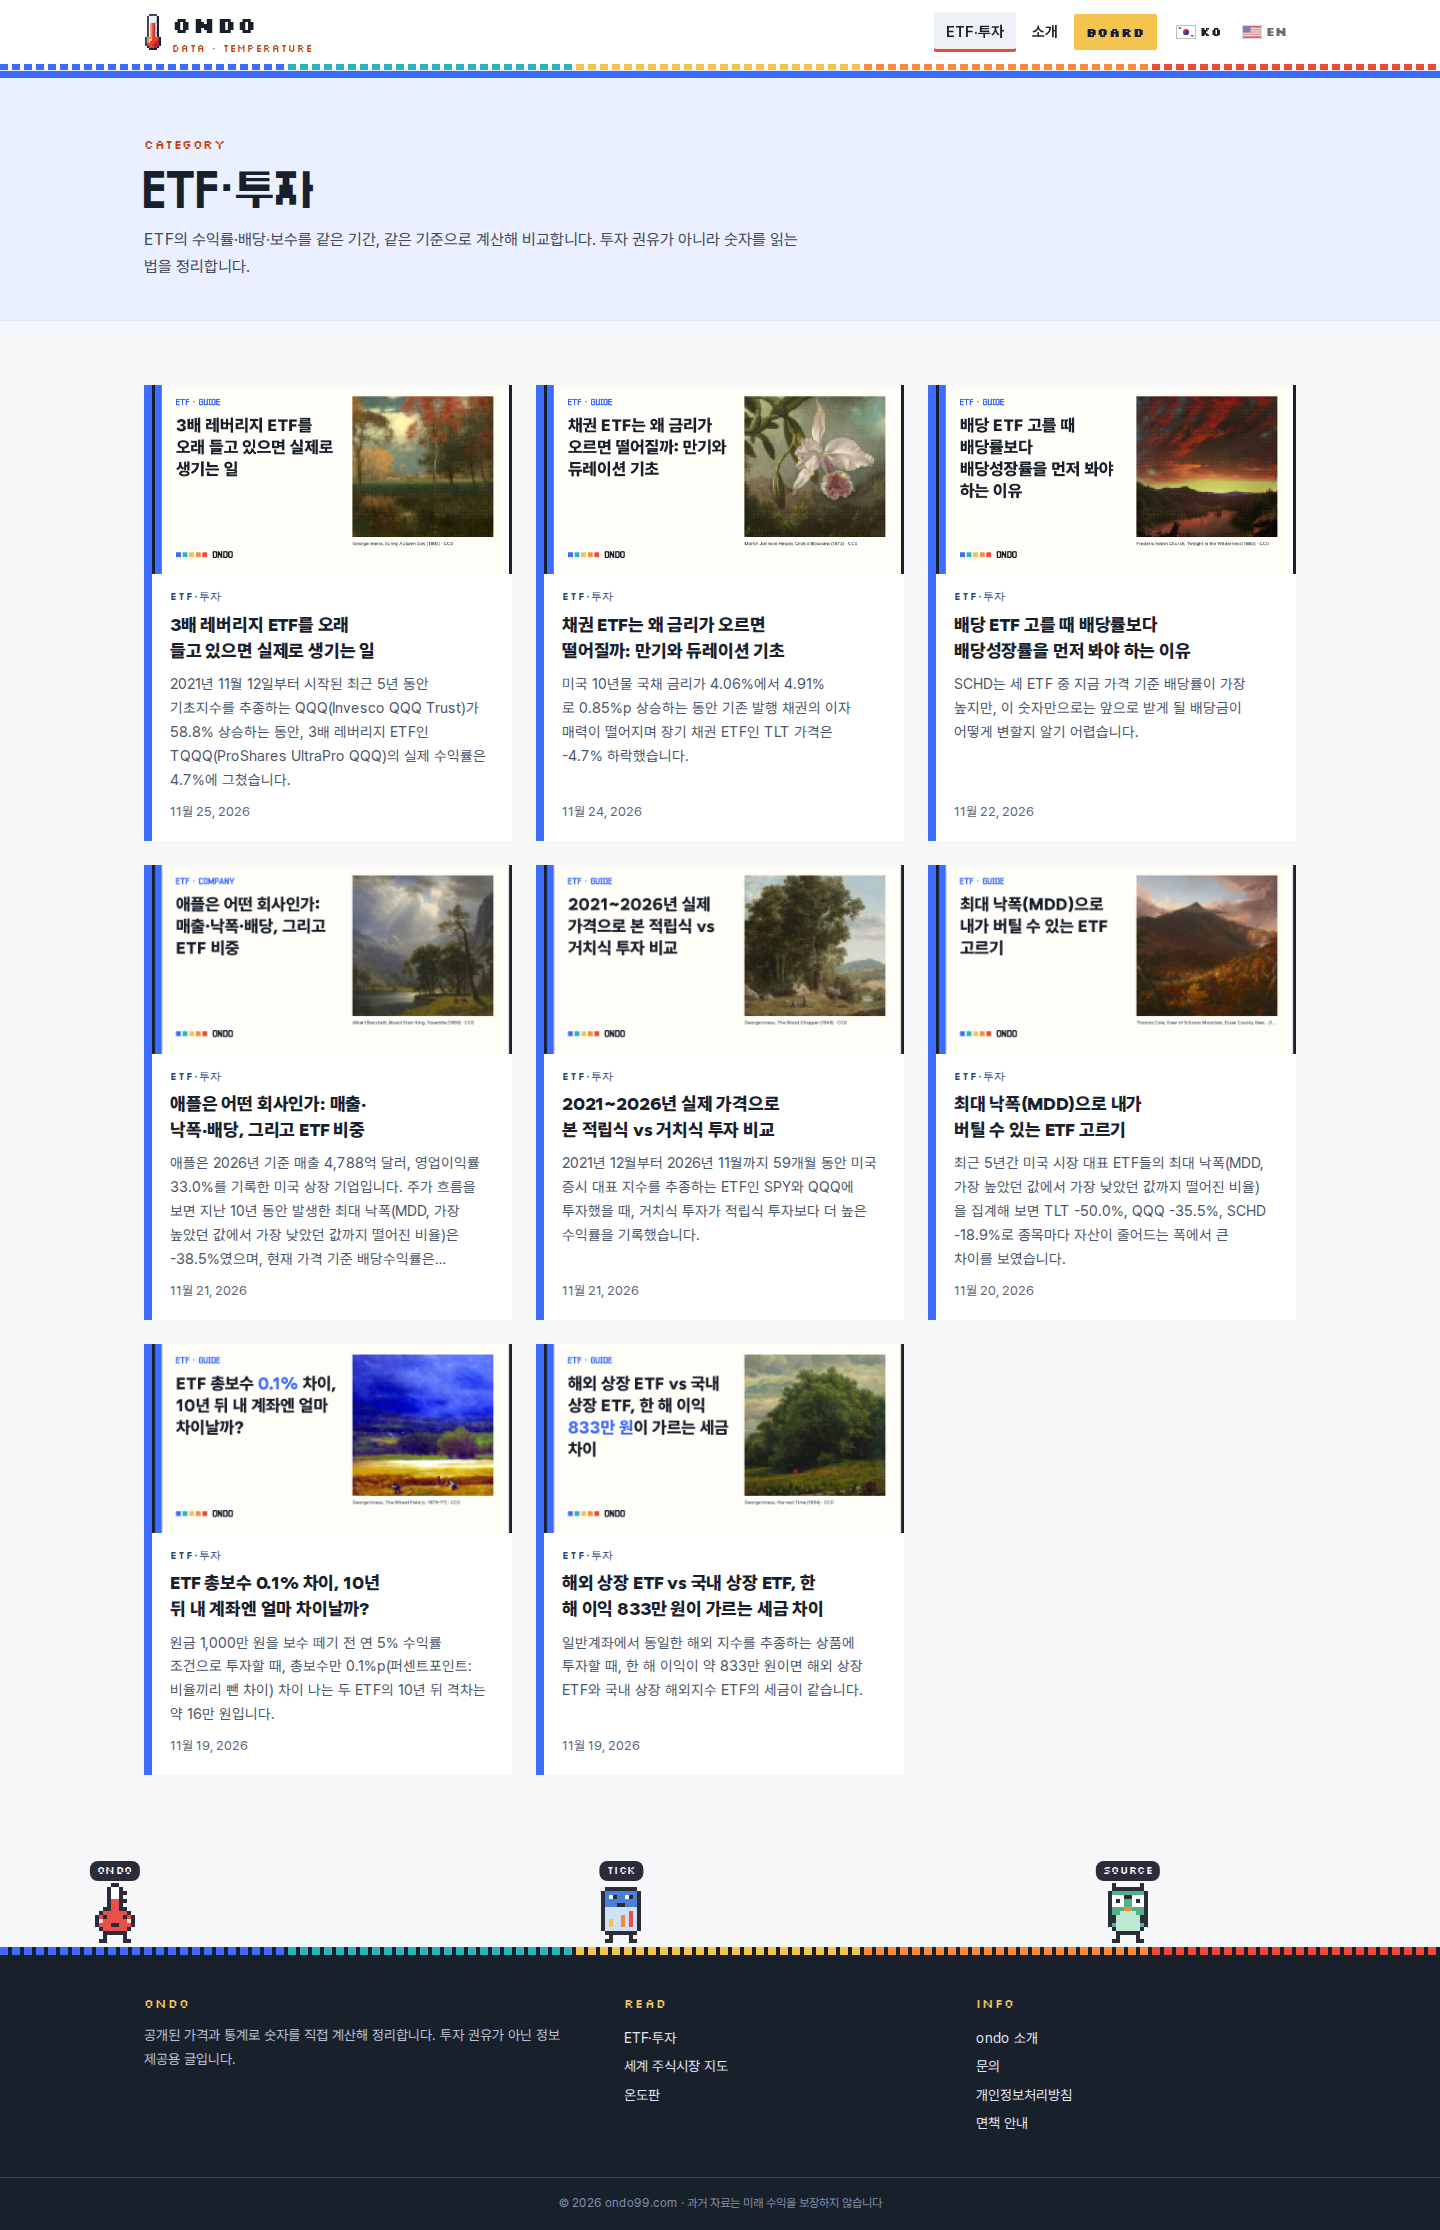 ONDO
DATA · TEMPERATURE
ETF·투자
소개
BOARD
KO
EN
CATEGORY
ETF·투자
ETF의 수익률·배당·보수를 같은 기간, 같은 기준으로 계산해 비교합니다. 투자 권유가 아니라 숫자를 읽는
법을 정리합니다.
ETF · GUIDE
3배 레버리지 ETF를
오래 들고 있으면 실제로
생기는 일
George Inness, Sunny Autumn Day (1892) · CC0
ONDO
ETF·투자
3배 레버리지 ETF를 오래
들고 있으면 실제로 생기는 일
2021년 11월 12일부터 시작된 최근 5년 동안
기초지수를 추종하는 QQQ(Invesco QQQ Trust)가
58.8% 상승하는 동안, 3배 레버리지 ETF인
TQQQ(ProShares UltraPro QQQ)의 실제 수익률은
4.7%에 그쳤습니다.
11월 25, 2026
ETF · GUIDE
채권 ETF는 왜 금리가
오르면 떨어질까: 만기와
듀레이션 기초
Martin Johnson Heade, Orchid Blossoms (1873) · CC0
ONDO
ETF·투자
채권 ETF는 왜 금리가 오르면
떨어질까: 만기와 듀레이션 기초
미국 10년물 국채 금리가 4.06%에서 4.91%
로 0.85%p 상승하는 동안 기존 발행 채권의 이자
매력이 떨어지며 장기 채권 ETF인 TLT 가격은
-4.7% 하락했습니다.
11월 24, 2026
ETF · GUIDE
배당 ETF 고를 때
배당률보다
배당성장률을 먼저 봐야
하는 이유
Frederic Edwin Church, Twilight in the Wilderness (1860) · CC0
ONDO
ETF·투자
배당 ETF 고를 때 배당률보다
배당성장률을 먼저 봐야 하는 이유
SCHD는 세 ETF 중 지금 가격 기준 배당률이 가장
높지만, 이 숫자만으로는 앞으로 받게 될 배당금이
어떻게 변할지 알기 어렵습니다.
11월 22, 2026
ETF · COMPANY
애플은 어떤 회사인가:
매출·낙폭·배당, 그리고
ETF 비중
Albert Bierstadt, Mount Starr King, Yosemite (1866) · CC0
ONDO
ETF·투자
애플은 어떤 회사인가: 매출·
낙폭·배당, 그리고 ETF 비중
애플은 2026년 기준 매출 4,788억 달러, 영업이익률
33.0%를 기록한 미국 상장 기업입니다. 주가 흐름을
보면 지난 10년 동안 발생한 최대 낙폭(MDD, 가장
높았던 값에서 가장 낮았던 값까지 떨어진 비율)은
-38.5%였으며, 현재 가격 기준 배당수익률은...
11월 21, 2026
ETF · GUIDE
2021~2026년 실제
가격으로 본 적립식 vs
거치식 투자 비교
George Inness, The Wood Chopper (1849) · CC0
ONDO
ETF·투자
2021~2026년 실제 가격으로
본 적립식 vs 거치식 투자 비교
2021년 12월부터 2026년 11월까지 59개월 동안 미국
증시 대표 지수를 추종하는 ETF인 SPY와 QQQ에
투자했을 때, 거치식 투자가 적립식 투자보다 더 높은
수익률을 기록했습니다.
11월 21, 2026
ETF · GUIDE
최대 낙폭(MDD)으로
내가 버틸 수 있는 ETF
고르기
Thomas Cole, View of Schroon Mountain, Essex County, New... (1...
ONDO
ETF·투자
최대 낙폭(MDD)으로 내가
버틸 수 있는 ETF 고르기
최근 5년간 미국 시장 대표 ETF들의 최대 낙폭(MDD,
가장 높았던 값에서 가장 낮았던 값까지 떨어진 비율)
을 집계해 보면 TLT -50.0%, QQQ -35.5%, SCHD
-18.9%로 종목마다 자산이 줄어드는 폭에서 큰
차이를 보였습니다.
11월 20, 2026
ETF · GUIDE
ETF 총보수 0.1% 차이,
10년 뒤 내 계좌엔 얼마
차이날까?
George Inness, The Wheat Field (c. 1875-77) · CC0
ONDO
ETF·투자
ETF 총보수 0.1% 차이, 10년
뒤 내 계좌엔 얼마 차이날까?
원금 1,000만 원을 보수 떼기 전 연 5% 수익률
조건으로 투자할 때, 총보수만 0.1%p(퍼센트포인트:
비율끼리 뺀 차이) 차이 나는 두 ETF의 10년 뒤 격차는
약 16만 원입니다.
11월 19, 2026
ETF · GUIDE
해외 상장 ETF vs 국내
상장 ETF, 한 해 이익
833만 원이 가르는 세금
차이
George Inness, Harvest Time (1864) · CC0
ONDO
ETF·투자
해외 상장 ETF vs 국내 상장 ETF, 한
해 이익 833만 원이 가르는 세금 차이
일반계좌에서 동일한 해외 지수를 추종하는 상품에
투자할 때, 한 해 이익이 약 833만 원이면 해외 상장
ETF와 국내 상장 해외지수 ETF의 세금이 같습니다.
11월 19, 2026
ONDO
TICK
SOURCE
ONDO
공개된 가격과 통계로 숫자를 직접 계산해 정리합니다. 투자 권유가 아닌 정보
제공용 글입니다.
READ
ETF·투자
세계 주식시장 지도
온도판
INFO
ondo 소개
문의
개인정보처리방침
면책 안내
© 2026 ondo99.com · 과거 자료는 미래 수익을 보장하지 않습니다